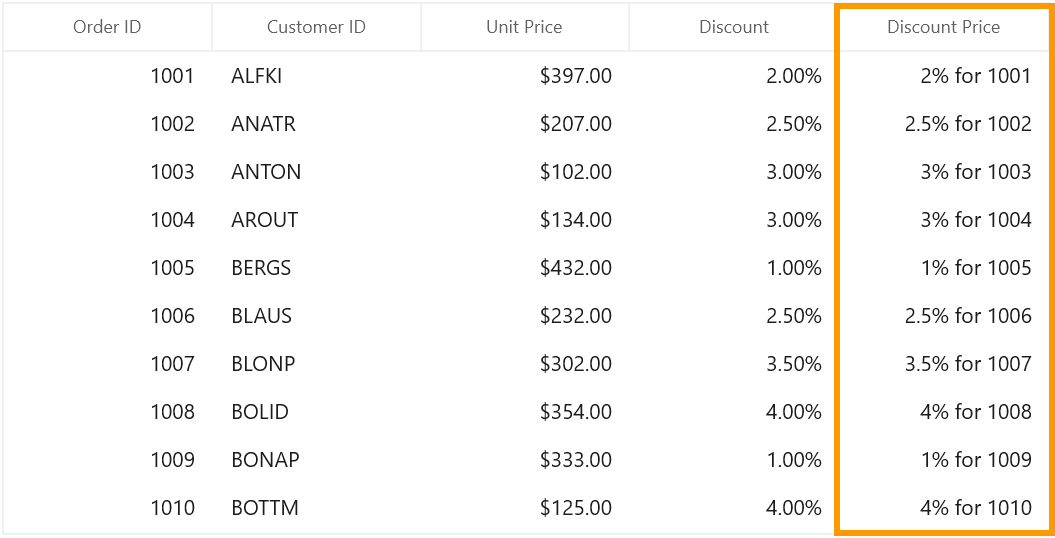 Order ID Customer ID Unit Price Discount Discount Price
1001 ALFKI $397.00 2.00% 2% for 1001
1002 ANATR $207.00 2.50% 2.5% for 1002
1003 ANTON $102.00 3.00% 3% for 1003
1004 AROUT $134.00 3.00% 3% for 1004
1005 BERGS $432.00 1.00% 1% for 1005
1006 BLAUS $232.00 2.50% 2.5% for 1006
1007 BLONP $302.00 3.50% 3.5% for 1007
1008 BOLID $354.00 4.00% 4% for 1008
1009 BONAP $333.00 1.00% 1% for 1009
1010 BOTTM $125.00 4.00% 4% for 1010